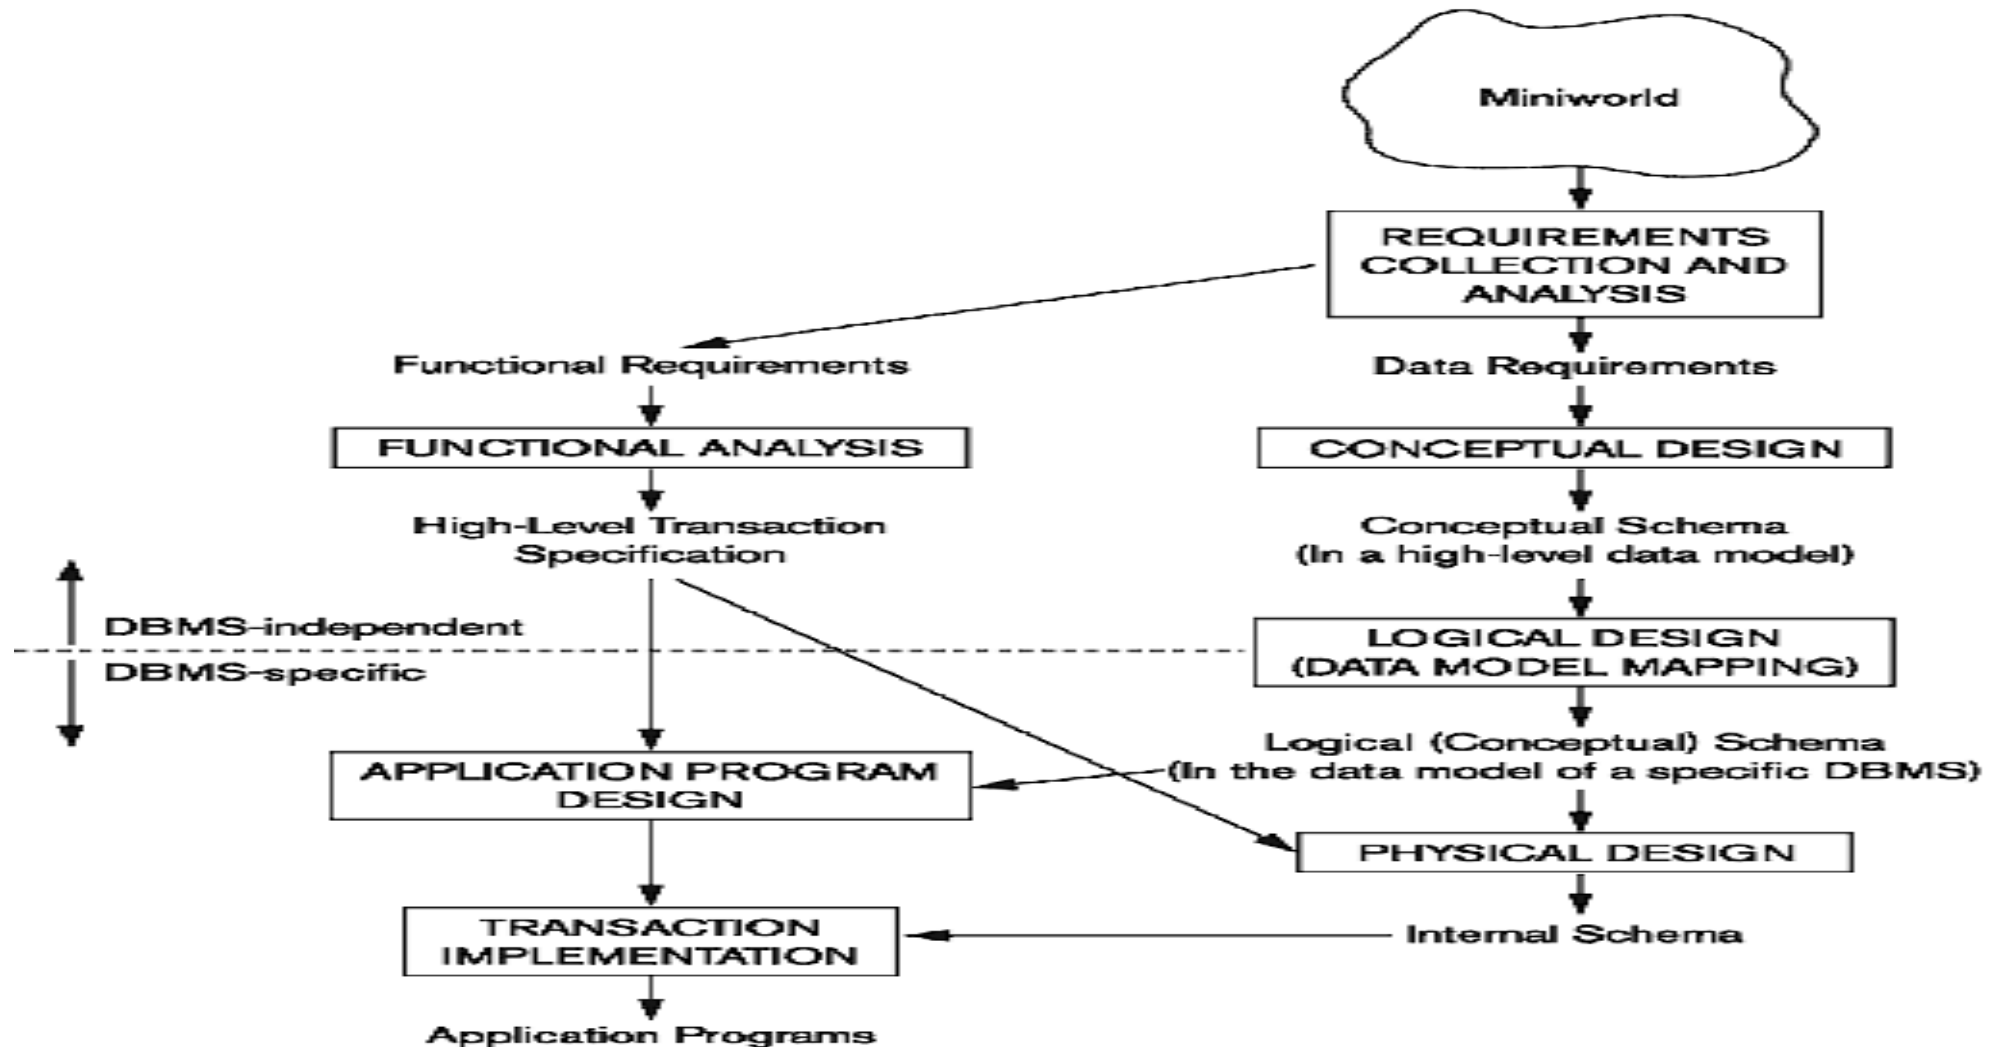 Miniworld
REQUIREMENTS
COLLECTION AND
ANALYSIS
Functional Requirements
Data Requirements
FUNCTIONAL ANALYSIS
CONCEPTUAL DESIGN
High-Level Transaction
Specification
Conceptual Schema
(In a high-level data model)
DBMS-independent
DBMS-specific
LOGICAL DESIGN
(DATA MODEL MAPPING)
Logical (Conceptual) Schema
(In the data model of a specific DBMS)
APPLICATION PROGRAM
DESIGN
PHYSICAL DESIGN
TRANSACTION
IMPLEMENTATION
Internal Schema
Application Programs